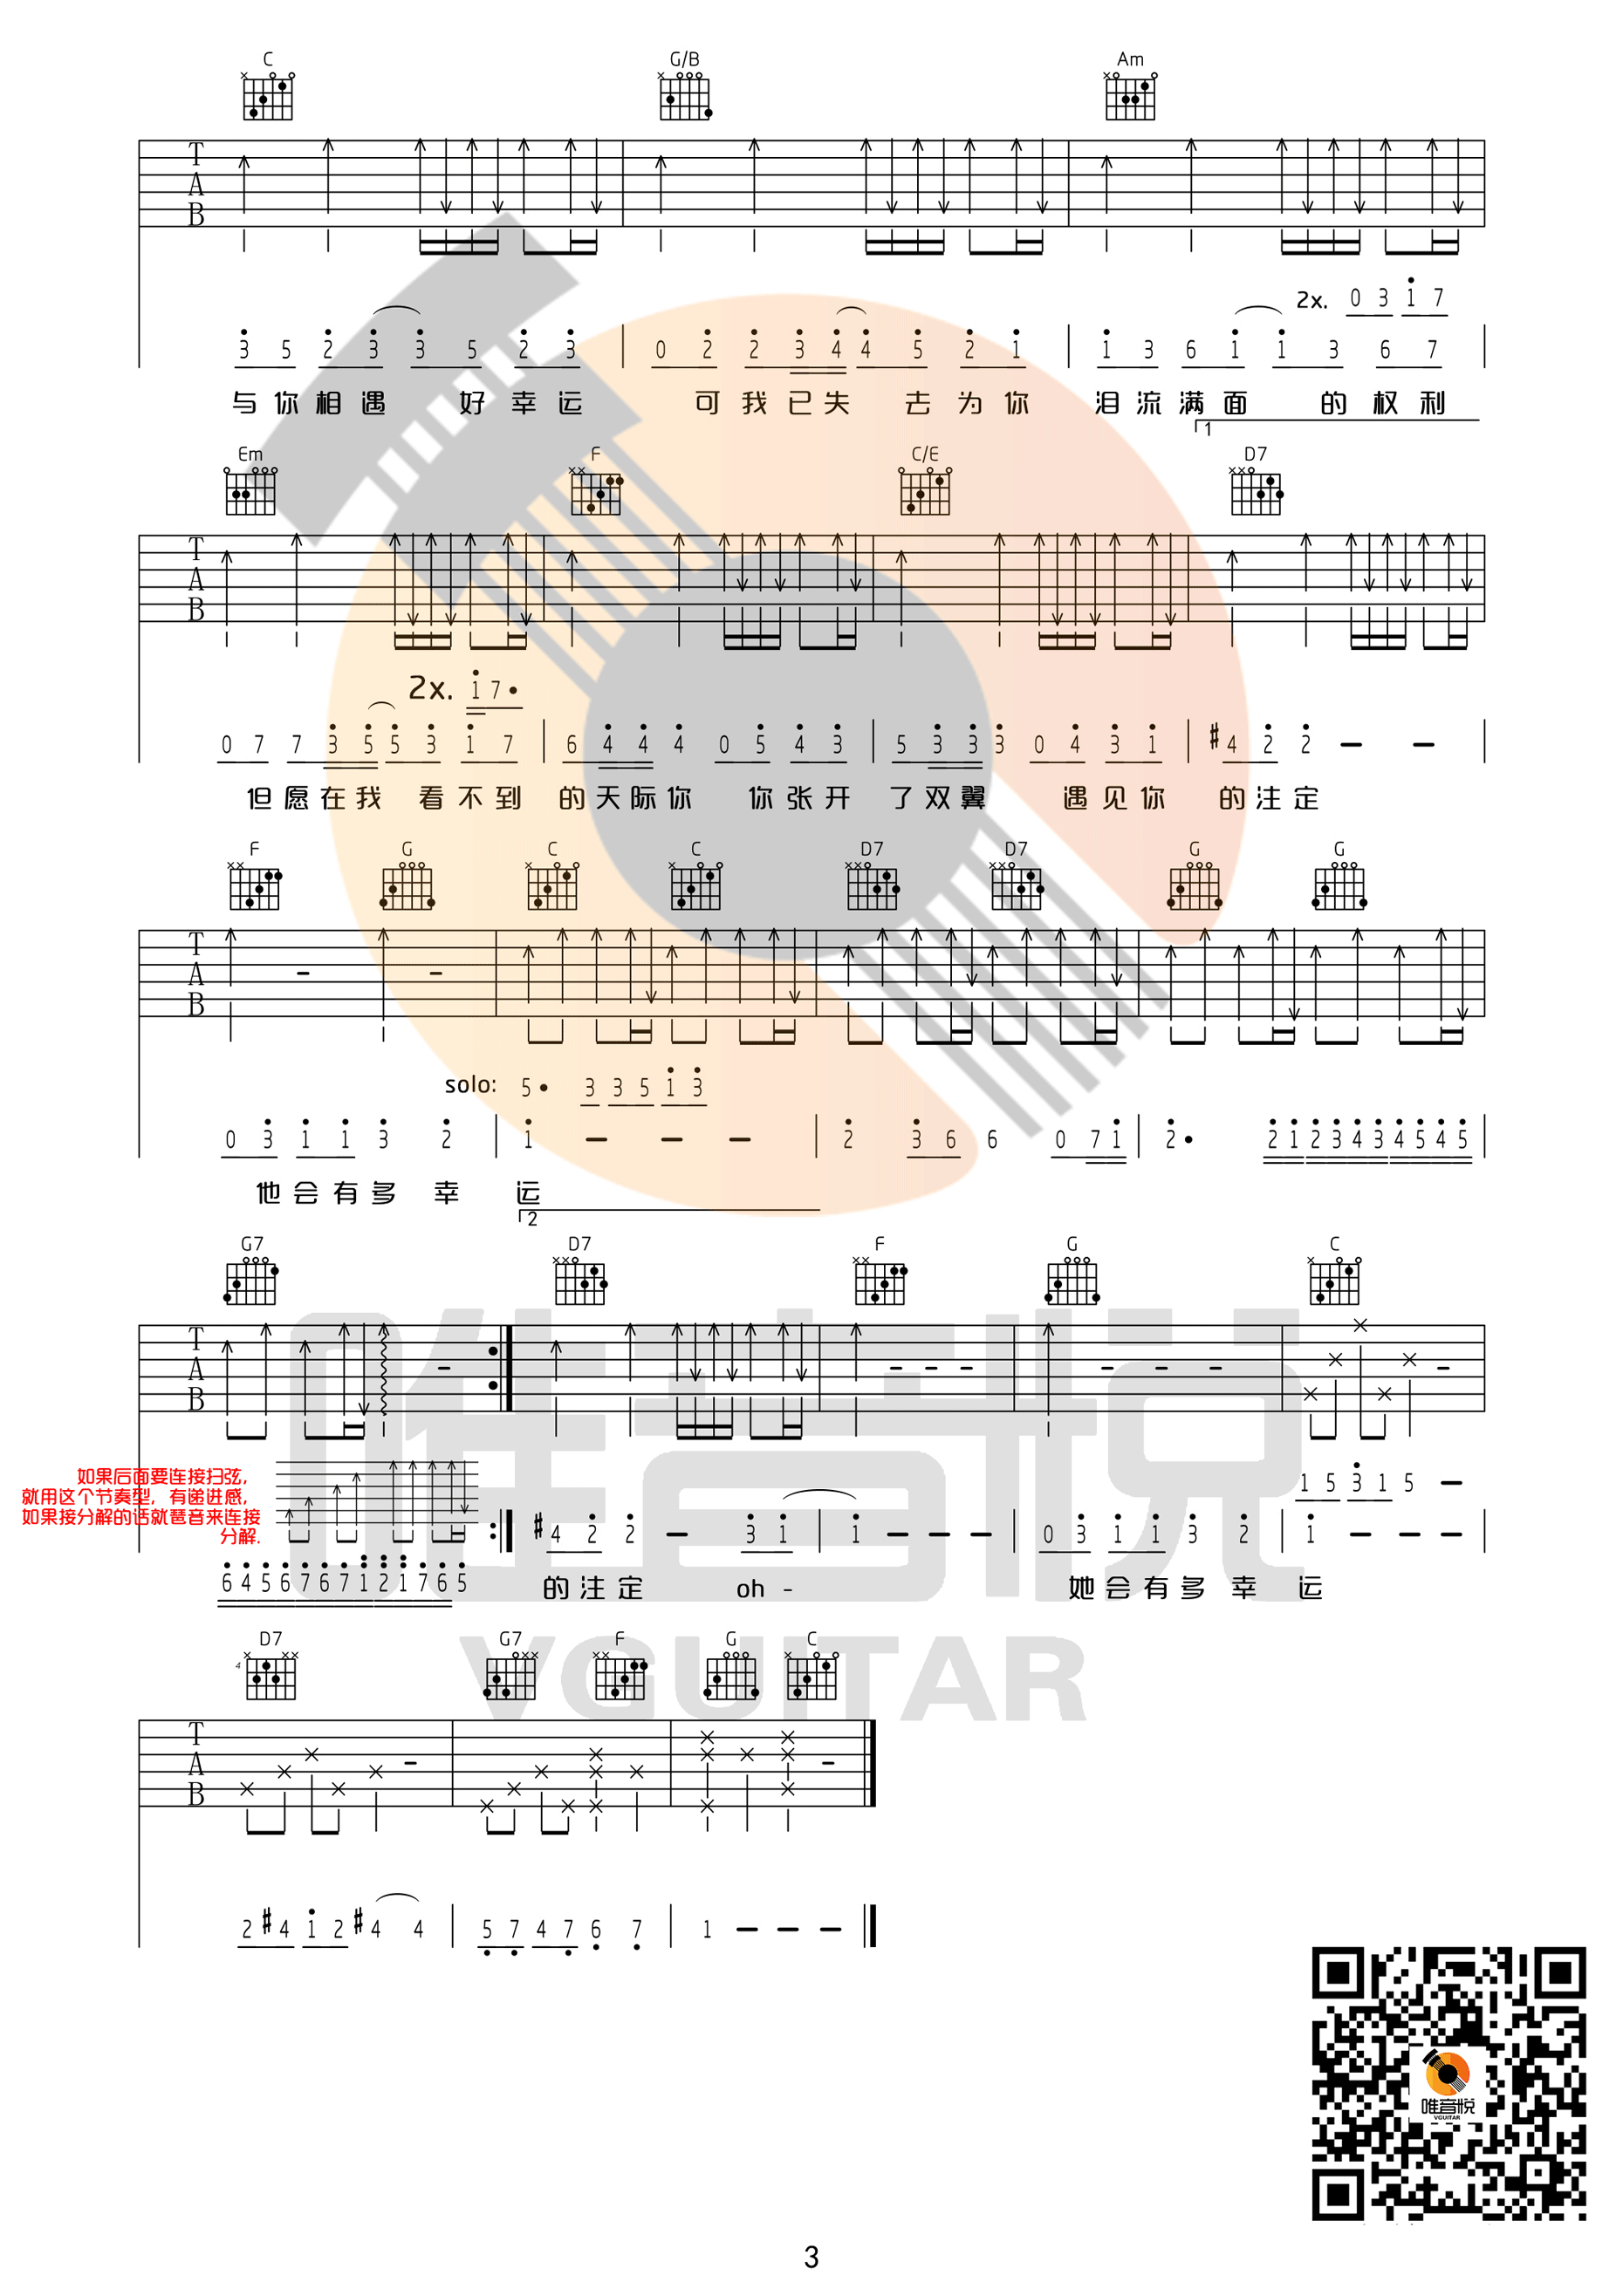 C G/B Am
T A B
2x. 0 3 1 7
3 5 2 3 3 5 2 3 0 2 2 3 4 4 5 2 1 1 3 6 1 1 3 6 7
与你相遇 好幸运 可我已失 去为你 泪流满面 的权利
1
Em F C/E D7
T A B
2x. 1 7 •
0 7 7 3 5 5 3 1 7 6 4 4 4 0 5 4 3 5 3 3 3 0 4 3 1 #4 2 2 – –
但愿在我 看不到 的天际你 你张开 了双翼 遇见你 的注定
F G C C D7 D7 G G
T A B
solo: 5 • 3 3 5 1 3
0 3 1 1 3 2 1 – – – 2 3 6 6 0 7 1 2 • 2 1 2 3 4 3 4 5 4 5
他会有多 幸 运
2
G7 D7 F G C
T A B
如果后面要连接扫弦,
就用这个节奏型, 有递进感,
如果接分解的话就琶音来连接
分解.
1 5 3 1 5 –
#4 2 2 – 3 1 1 – – – 0 3 1 1 3 2 1 – – –
6 4 5 6 7 6 7 1 2 1 7 6 5
的注定 oh - 她会有多幸 运
D7 G7 F G C
4
T A B
2 #4 1 2 #4 4 5 7 4 7 6 7 1 – – –
唯音悦
VGUITAR
唯音悦
VGUITAR
3